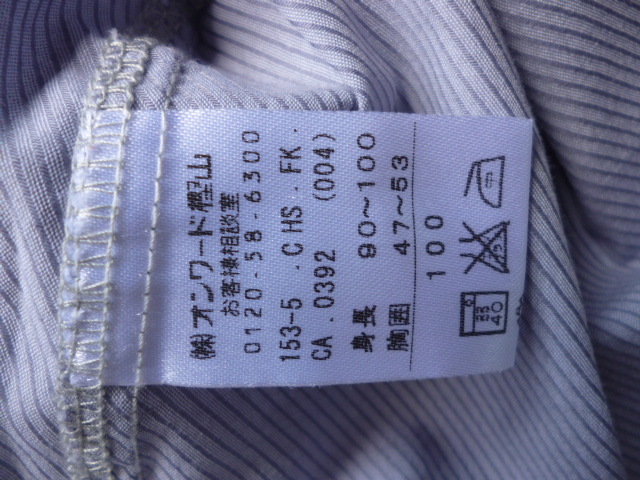 (株)オンワード樫山
お客様相談室
0120-58-6300
153-5 .CHS .FK.
CA.0392 (004)
身長 90~100
胸囲 47~53
100
40